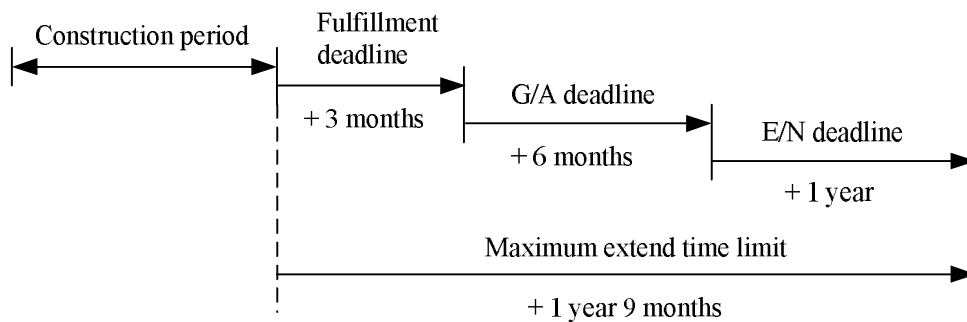 Construction period
Fulfillment
deadline
+ 3 months
G/A deadline
+ 6 months
E/N deadline
+ 1 year
Maximum extend time limit
+ 1 year 9 months